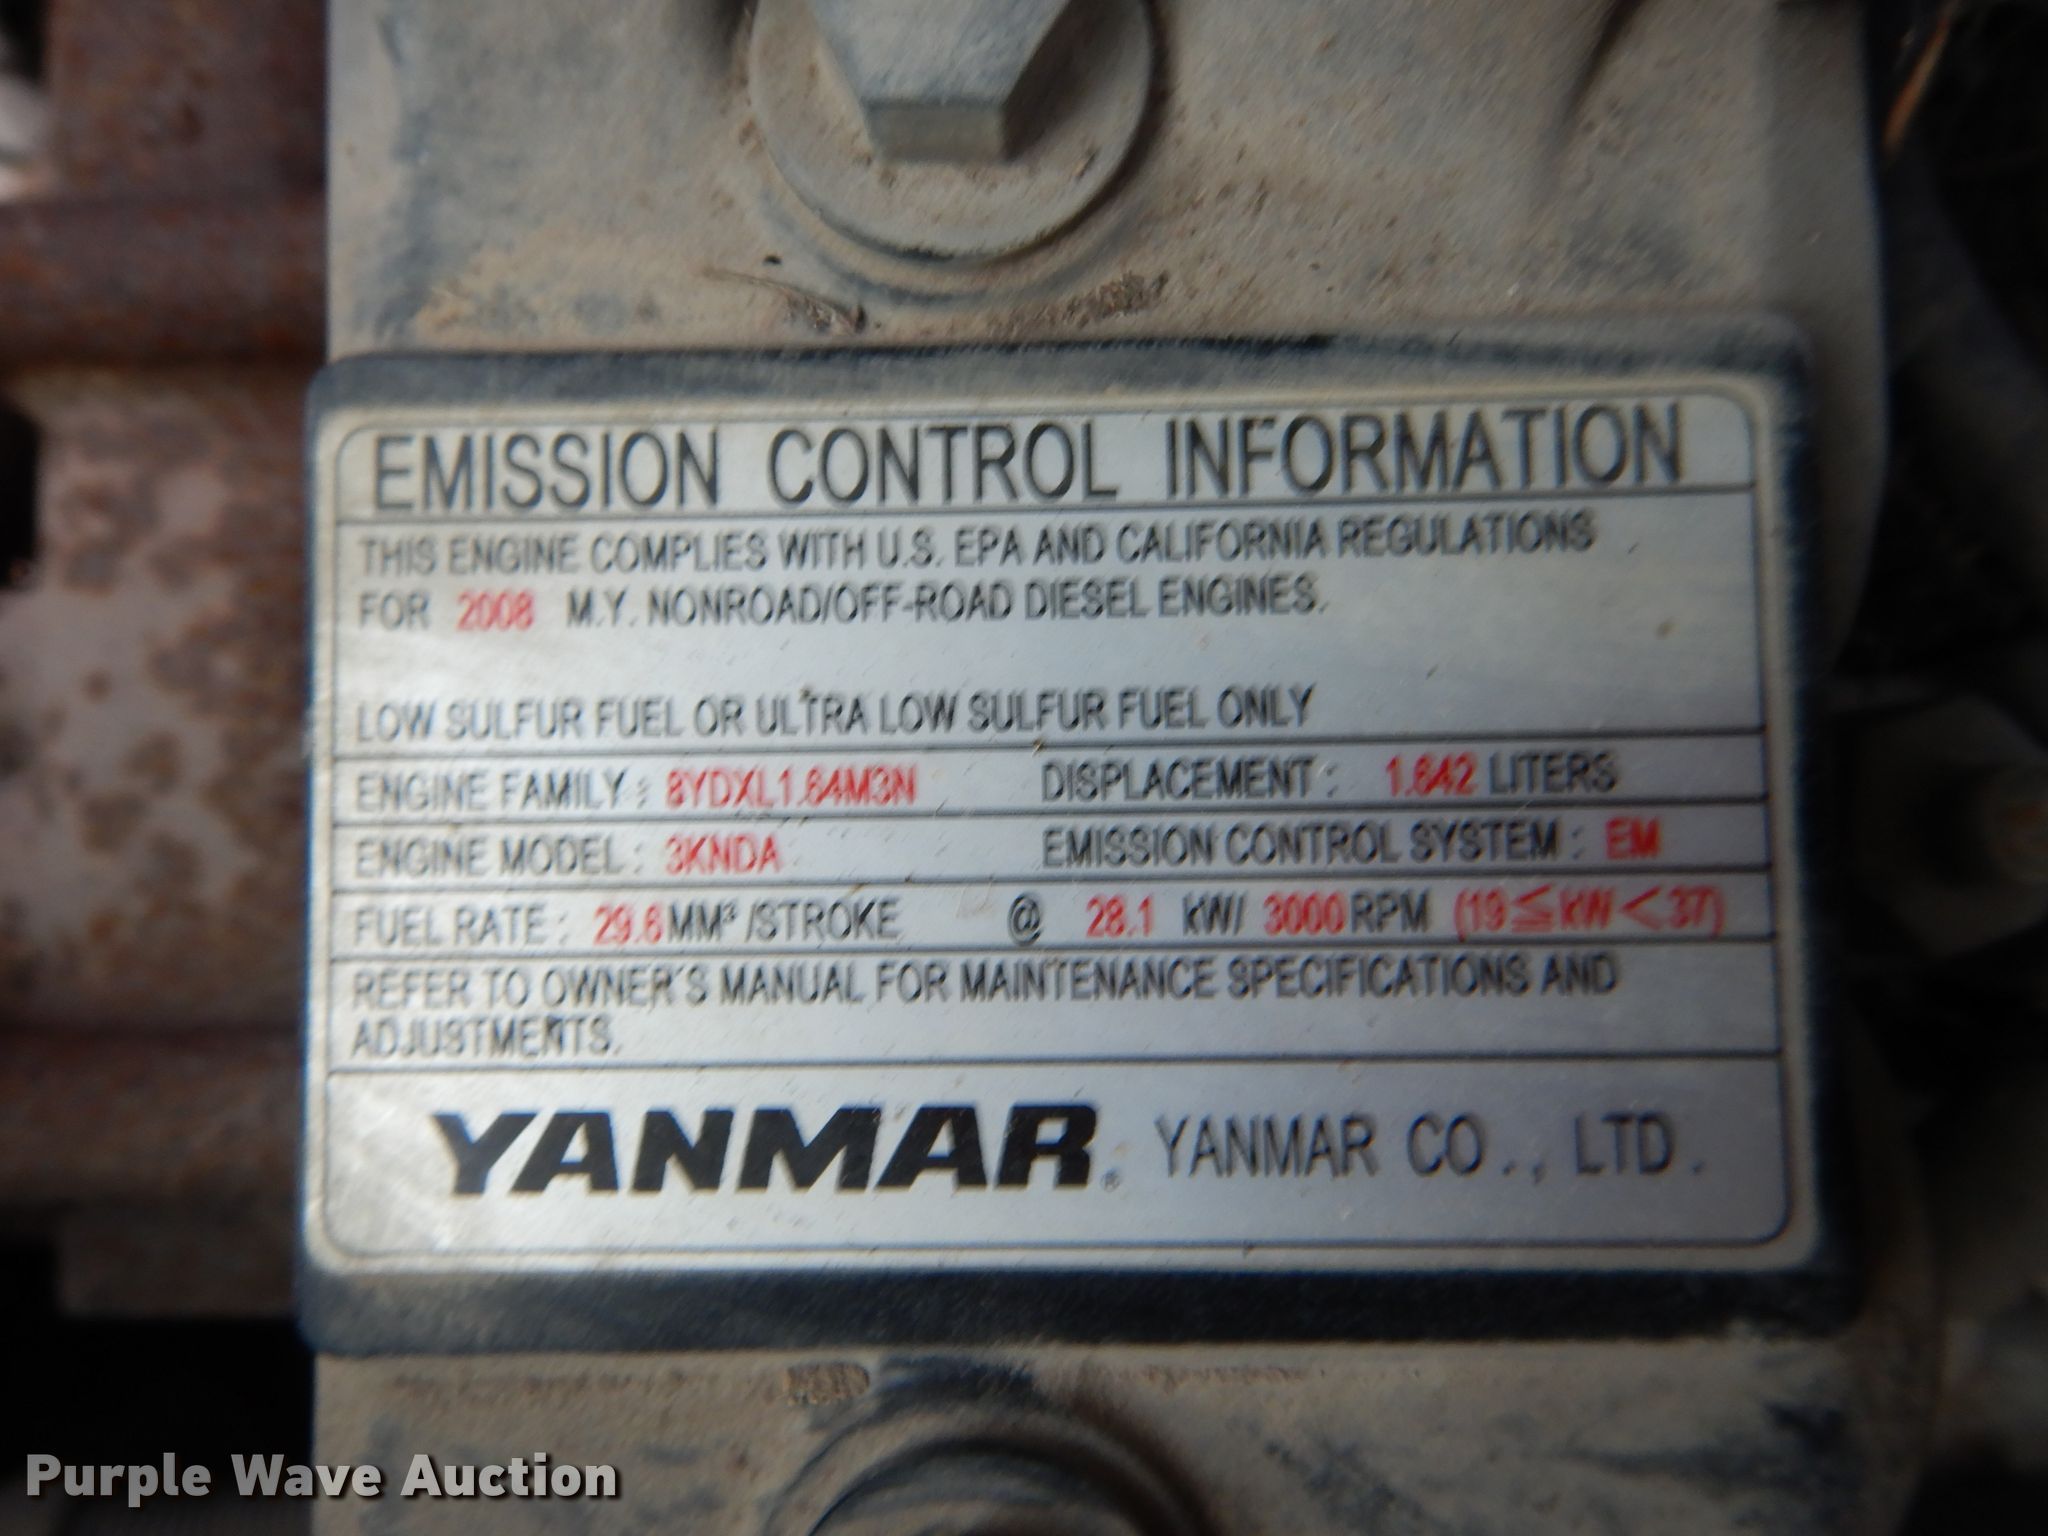 EMISSION CONTROL INFORMATION
THIS ENGINE COMPLIES WITH U.S. EPA AND CALIFORNIA REGULATIONS
FOR 2008 M.Y. NONROAD/OFF-ROAD DIESEL ENGINES.
LOW SULFUR FUEL OR ULTRA LOW SULFUR FUEL ONLY
ENGINE FAMILY : 8YDXL1.64M3N DISPLACEMENT : 1.642 LITERS
ENGINE MODEL : 3KNDA EMISSION CONTROL SYSTEM : EM
FUEL RATE : 29.6 MM³ /STROKE @ 28.1 kW/ 3000 RPM (19≦kW<37)
REFER TO OWNER'S MANUAL FOR MAINTENANCE SPECIFICATIONS AND
ADJUSTMENTS.
YANMAR® YANMAR CO., LTD.
Purple Wave Auction